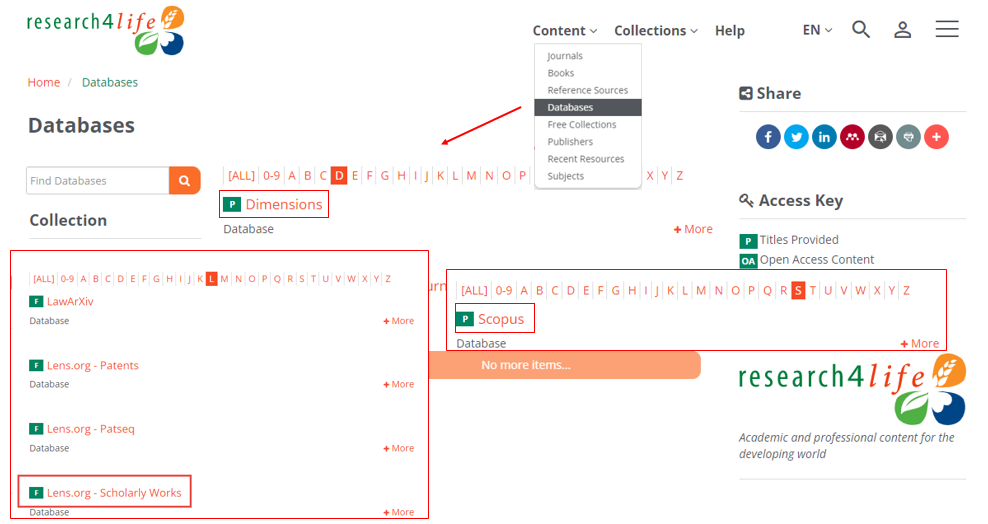 research4life
Content Collections Help EN
Journals
Books
Reference Sources
Databases
Free Collections
Publishers
Recent Resources
Subjects
Home / Databases
Databases
Find Databases
Collection
[ALL] 0-9 A B C D E F G H I J K L M N O P X Y Z
P Dimensions
Database
+ More
[ALL] 0-9 A B C D E F G H I J K L M N O P Q R S T U V W X Y Z
F LawArXiv
Database
+ More
F Lens.org - Patents
Database
+ More
F Lens.org - Patseq
Database
+ More
F Lens.org - Scholarly Works
Database
+ More
[ALL] 0-9 A B C D E F G H I J K L M N O P Q R S T U V W X Y Z
P Scopus
Database
+ More
No more items...
Share
Access Key
P Titles Provided
OA Open Access Content
research4life
Academic and professional content for the
developing world